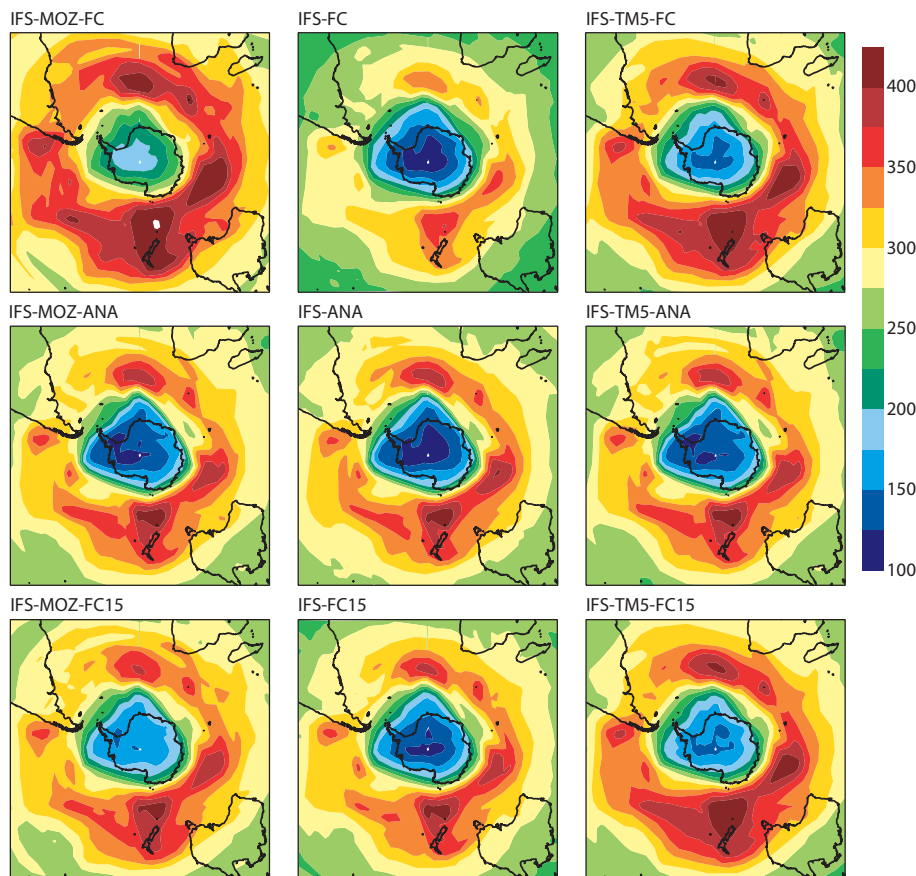 IFS-MOZ-FC
IFS-FC
IFS-TM5-FC
400
350
300
250
200
150
100
IFS-MOZ-ANA
IFS-ANA
IFS-TM5-ANA
IFS-MOZ-FC15
IFS-FC15
IFS-TM5-FC15